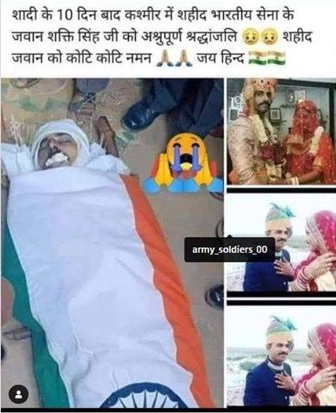 शादी के 10 दिन बाद कश्मीर में शहीद भारतीय सेना के
जवान शक्ति सिंह जी को अश्रुपूर्ण श्रद्धांजलि 😥😥 शहीद
जवान को कोटि कोटि नमन 🙏🙏 जय हिन्द 🇮🇳🇮🇳
army_soldiers_00